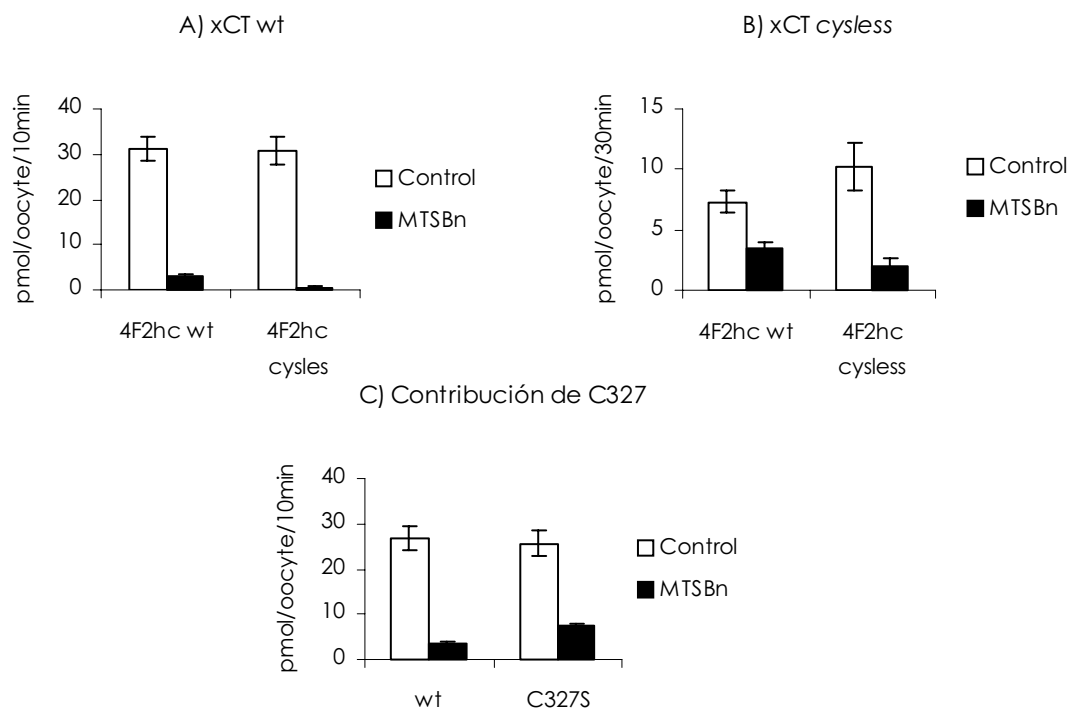 A) xCT wt
pmol/oocyte/10min
40
30
20
10
0
4F2hc wt
4F2hc
cysles
Control
MTSBn
B) xCT cysless
pmol/oocyte/30min
15
10
5
0
4F2hc wt
4F2hc
cysless
Control
MTSBn
C) Contribución de C327
pmol/oocyte/10min
40
30
20
10
0
wt
C327S
Control
MTSBn